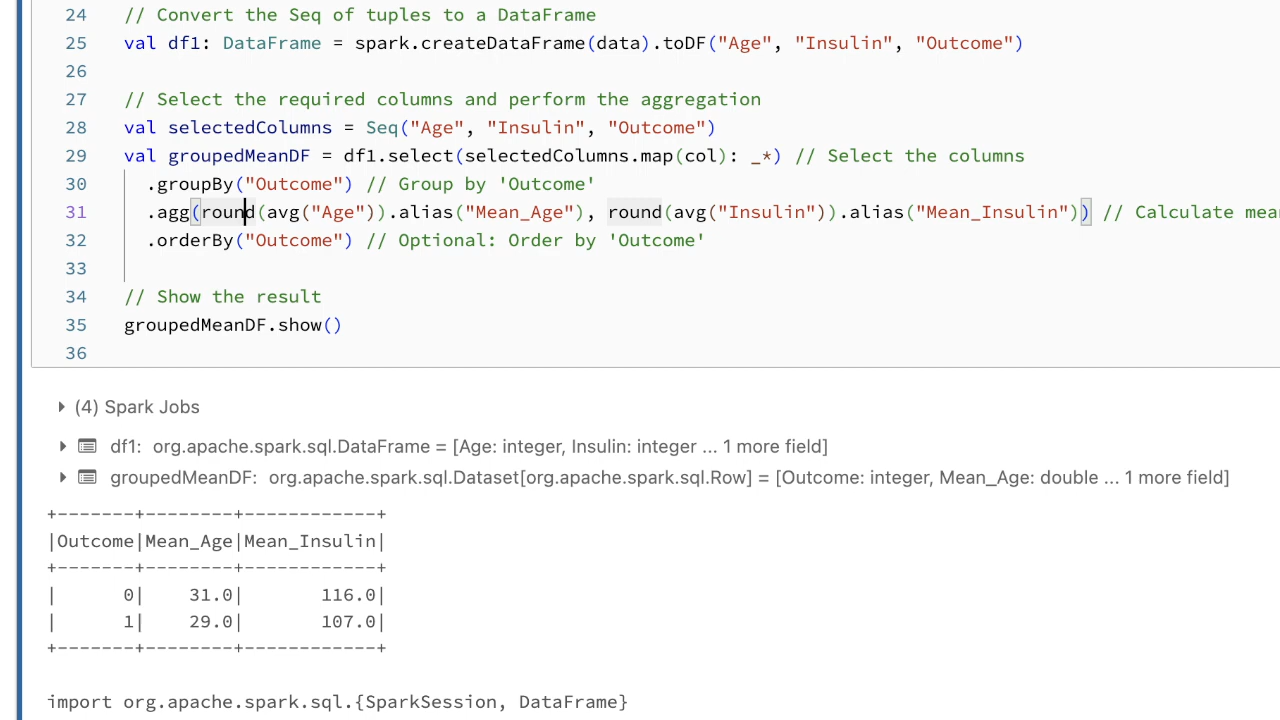 24 // Convert the Seq of tuples to a DataFrame
25 val df1: DataFrame = spark.createDataFrame(data).toDF("Age", "Insulin", "Outcome")
26
27 // Select the required columns and perform the aggregation
28 val selectedColumns = Seq("Age", "Insulin", "Outcome")
29 val groupedMeanDF = df1.select(selectedColumns.map(col): _*) // Select the columns
30   .groupBy("Outcome") // Group by 'Outcome'
31   .agg(round(avg("Age")).alias("Mean_Age"), round(avg("Insulin")).alias("Mean_Insulin")) // Calculate mea
32   .orderBy("Outcome") // Optional: Order by 'Outcome'
33
34 // Show the result
35 groupedMeanDF.show()
36
(4) Spark Jobs
df1: org.apache.spark.sql.DataFrame = [Age: integer, Insulin: integer ... 1 more field]
groupedMeanDF: org.apache.spark.sql.Dataset[org.apache.spark.sql.Row] = [Outcome: integer, Mean_Age: double ... 1 more field]
+-------+--------+------------+
|Outcome|Mean_Age|Mean_Insulin|
+-------+--------+------------+
|      0|    31.0|       116.0|
|      1|    29.0|       107.0|
+-------+--------+------------+
import org.apache.spark.sql.{SparkSession, DataFrame}